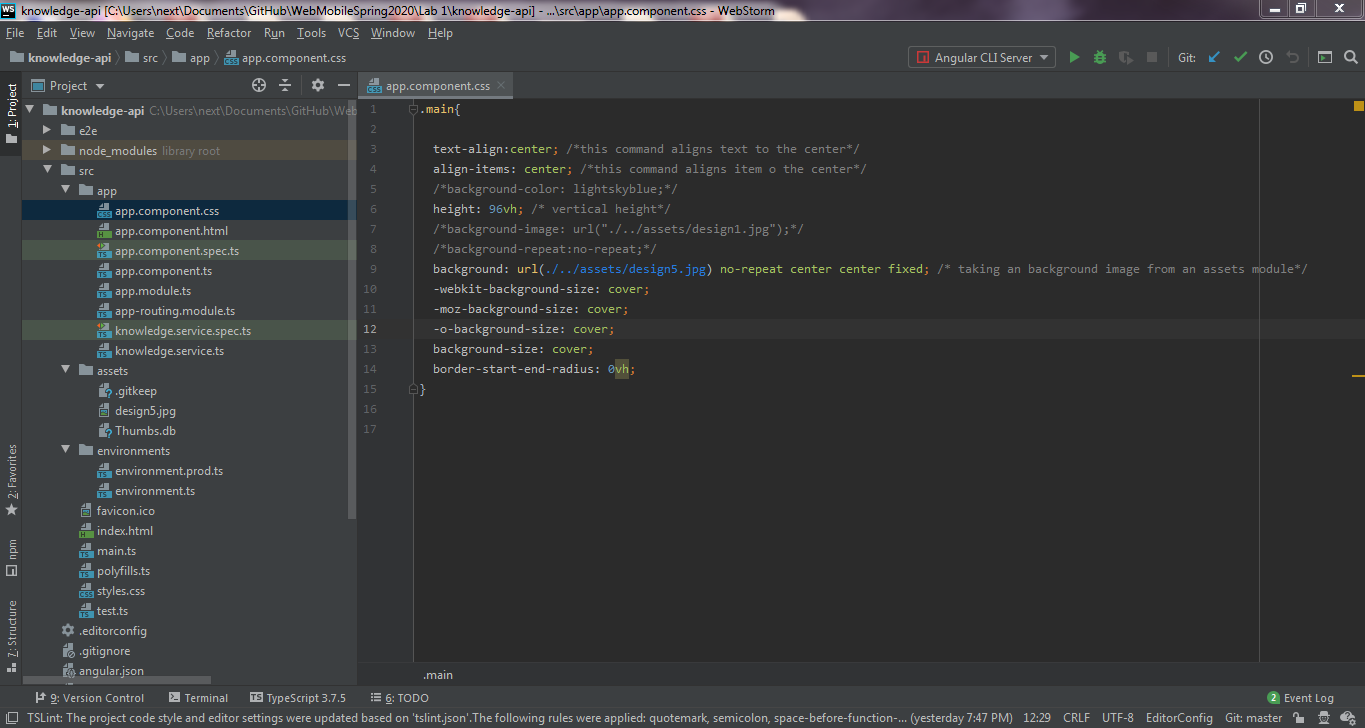 WS knowledge-api [C:\Users\next\Documents\GitHub\WebMobileSpring2020\Lab 1\knowledge-api] - ...\src\app\app.component.css - WebStorm
File Edit View Navigate Code Refactor Run Tools VCS Window Help
knowledge-api src app app.component.css Angular CLI Server Git:
1: Project
2: Favorites
npm
7: Structure
Project
knowledge-api C:\Users\next\Documents\GitHub\Web
e2e
node_modules library root
src
app
app.component.css
app.component.html
app.component.spec.ts
app.component.ts
app.module.ts
app-routing.module.ts
knowledge.service.spec.ts
knowledge.service.ts
assets
.gitkeep
design5.jpg
Thumbs.db
environments
environment.prod.ts
environment.ts
favicon.ico
index.html
main.ts
polyfills.ts
styles.css
test.ts
.editorconfig
.gitignore
angular.json
app.component.css
1 .main{
2
3 text-align:center; /*this command aligns text to the center*/
4 align-items: center; /*this command aligns item o the center*/
5 /*background-color: lightskyblue;*/
6 height: 96vh; /* vertical height*/
7 /*background-image: url("./../assets/design1.jpg");*/
8 /*background-repeat:no-repeat;*/
9 background: url(./../assets/design5.jpg) no-repeat center center fixed; /* taking an background image from an assets module*/
10 -webkit-background-size: cover;
11 -moz-background-size: cover;
12 -o-background-size: cover;
13 background-size: cover;
14 border-start-end-radius: 0vh;
15 }
16
17
.main
9: Version Control Terminal TypeScript 3.7.5 6: TODO 2 Event Log
TSLint: The project code style and editor settings were updated based on 'tslint.json'.The following rules were applied: quotemark, semicolon, space-before-function-... (yesterday 7:47 PM) 12:29 CRLF UTF-8 EditorConfig Git: master